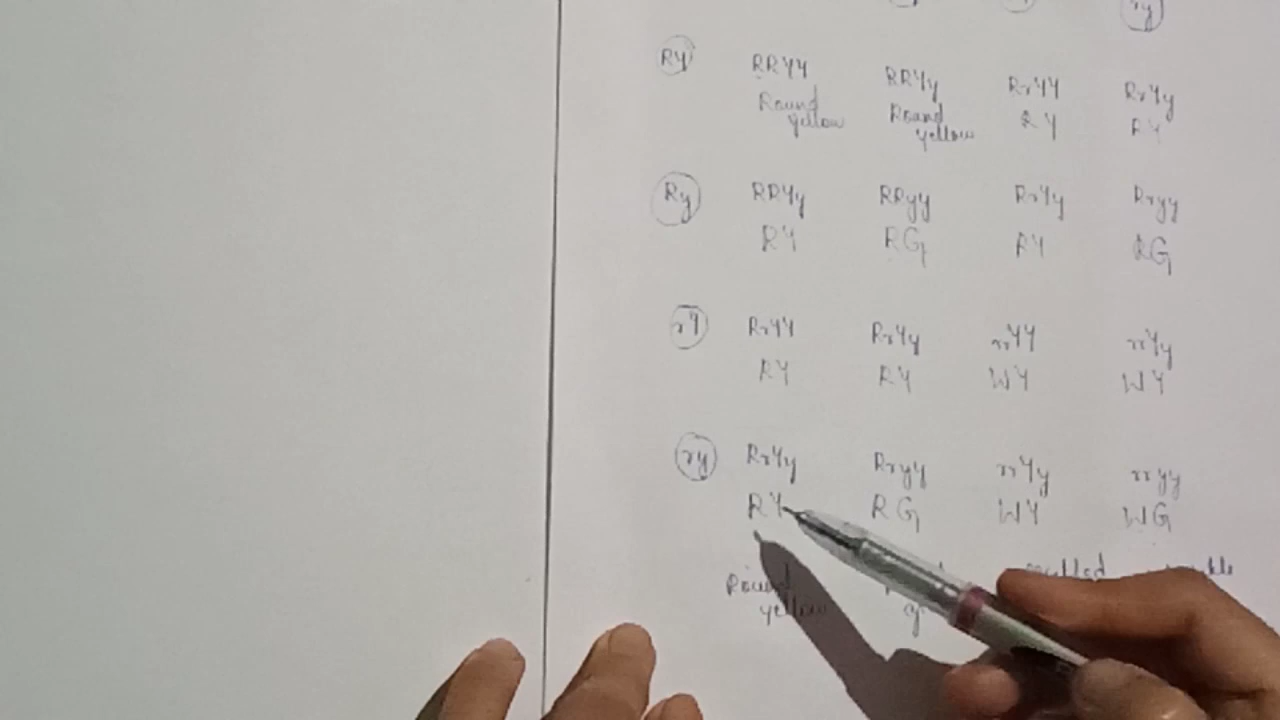 ry
RY RRYY RRYy RrYY RrYy
Round Round RY RY
yellow yellow
Ry RRYy RRyy RrYy Rryy
RY RG RY RG
rY RrYY RrYy rrYY rrYy
RY RY WY WY
ry RrYy Rryy rrYy rryy
RY RG WY WG
Round
yellow